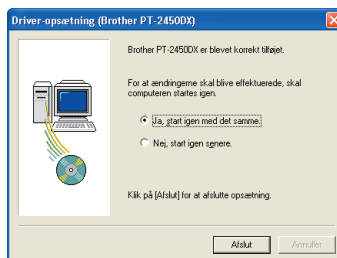 Driver-opsætning (Brother PT-2450DX)
Brother PT-2450DX er blevet korrekt tilføjet.
For at ændringerne skal blive effektuerede, skal
computeren startes igen.
Ja, start igen med det samme.
Nej, start igen senere.
Klik på [Afslut] for at afslutte opsætning.
Afslut Annuller